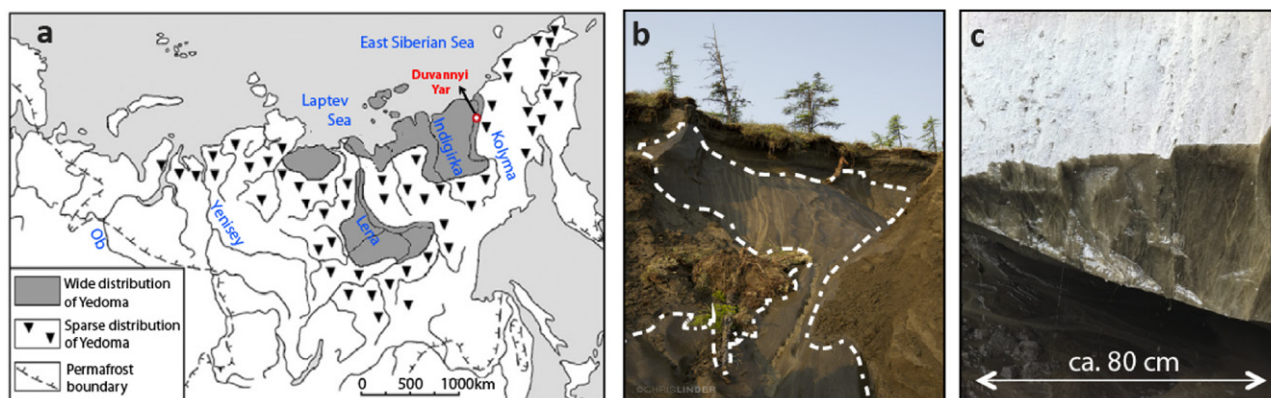 a
East Siberian Sea
Duvannyi
Yar
Laptev
Sea
Indigirka
Kolyma
Yenisey
Lena
Ob
Wide distribution
of Yedoma
Sparse distribution
of Yedoma
Permafrost
boundary
0 500 1000km
b
©CHRISLINDER
c
ca. 80 cm